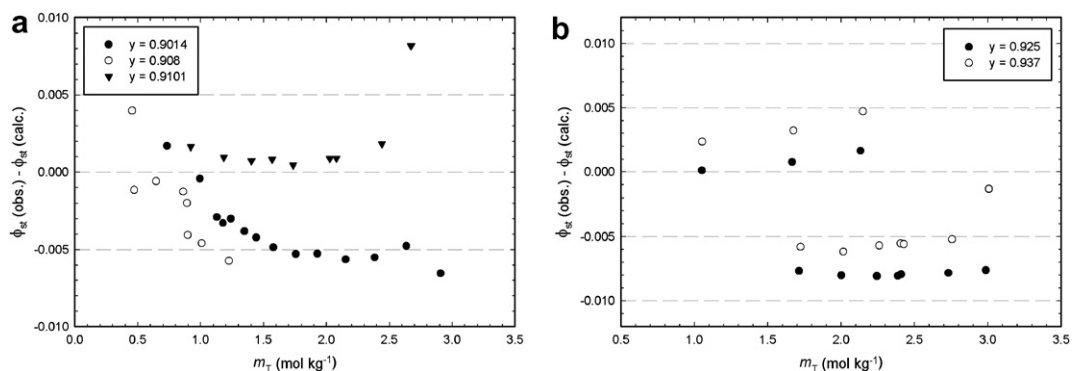 a
y = 0.9014
y = 0.908
y = 0.9101
ϕst (obs.) - ϕst (calc.)
0.010
0.005
0.000
-0.005
-0.010
0.0 0.5 1.0 1.5 2.0 2.5 3.0 3.5
mT (mol kg-1)
b
y = 0.925
y = 0.937
ϕst (obs.) - ϕst (calc.)
0.010
0.005
0.000
-0.005
-0.010
0.5 1.0 1.5 2.0 2.5 3.0 3.5
mT (mol kg-1)